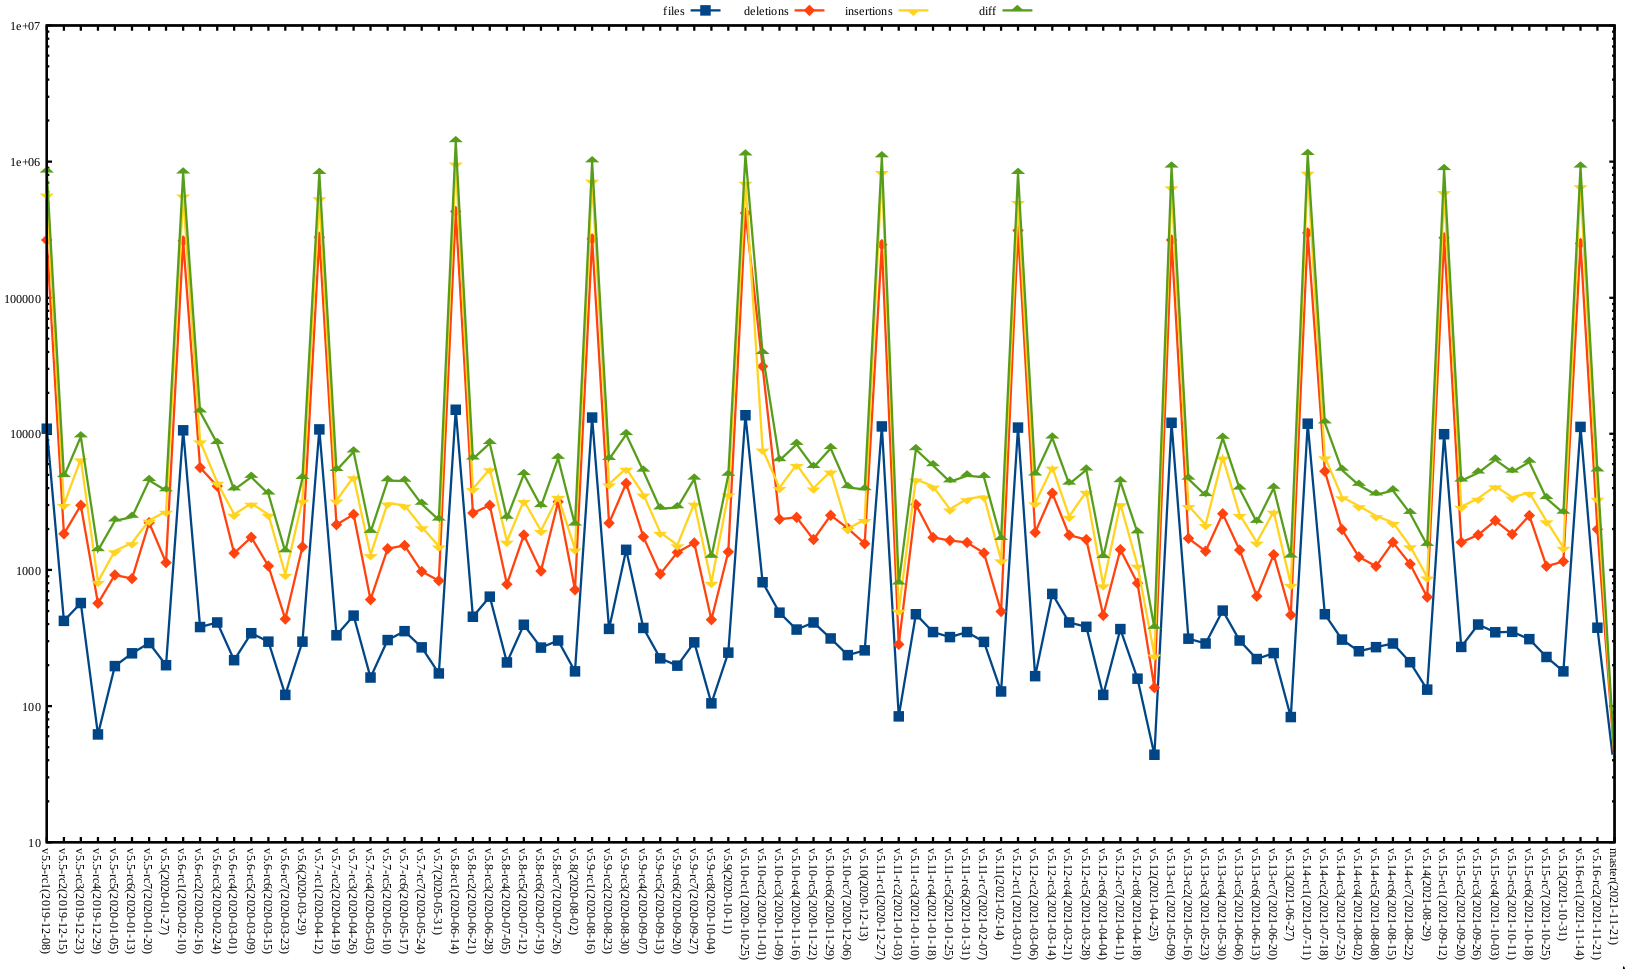 files deletions insertions diff
1e+07
1e+06
100000
10000
1000
100
10
v5.5-rc1(2019-12-08)
v5.5-rc2(2019-12-15)
v5.5-rc3(2019-12-23)
v5.5-rc4(2019-12-29)
v5.5-rc5(2020-01-05)
v5.5-rc6(2020-01-13)
v5.5-rc7(2020-01-20)
v5.5(2020-01-27)
v5.6-rc1(2020-02-10)
v5.6-rc2(2020-02-16)
v5.6-rc3(2020-02-24)
v5.6-rc4(2020-03-01)
v5.6-rc5(2020-03-09)
v5.6-rc6(2020-03-15)
v5.6-rc7(2020-03-23)
v5.6(2020-03-29)
v5.7-rc1(2020-04-12)
v5.7-rc2(2020-04-19)
v5.7-rc3(2020-04-26)
v5.7-rc4(2020-05-03)
v5.7-rc5(2020-05-10)
v5.7-rc6(2020-05-17)
v5.7-rc7(2020-05-24)
v5.7(2020-05-31)
v5.8-rc1(2020-06-14)
v5.8-rc2(2020-06-21)
v5.8-rc3(2020-06-28)
v5.8-rc4(2020-07-05)
v5.8-rc5(2020-07-12)
v5.8-rc6(2020-07-19)
v5.8-rc7(2020-07-26)
v5.8(2020-08-02)
v5.9-rc1(2020-08-16)
v5.9-rc2(2020-08-23)
v5.9-rc3(2020-08-30)
v5.9-rc4(2020-09-07)
v5.9-rc5(2020-09-13)
v5.9-rc6(2020-09-20)
v5.9-rc7(2020-09-27)
v5.9-rc8(2020-10-04)
v5.9(2020-10-11)
v5.10-rc1(2020-10-25)
v5.10-rc2(2020-11-01)
v5.10-rc3(2020-11-09)
v5.10-rc4(2020-11-16)
v5.10-rc5(2020-11-22)
v5.10-rc6(2020-11-29)
v5.10-rc7(2020-12-06)
v5.10(2020-12-13)
v5.11-rc1(2020-12-27)
v5.11-rc2(2021-01-03)
v5.11-rc3(2021-01-10)
v5.11-rc4(2021-01-18)
v5.11-rc5(2021-01-25)
v5.11-rc6(2021-01-31)
v5.11-rc7(2021-02-07)
v5.11(2021-02-14)
v5.12-rc1(2021-03-01)
v5.12-rc2(2021-03-06)
v5.12-rc3(2021-03-14)
v5.12-rc4(2021-03-21)
v5.12-rc5(2021-03-28)
v5.12-rc6(2021-04-04)
v5.12-rc7(2021-04-11)
v5.12-rc8(2021-04-18)
v5.12(2021-04-25)
v5.13-rc1(2021-05-09)
v5.13-rc2(2021-05-16)
v5.13-rc3(2021-05-23)
v5.13-rc4(2021-05-30)
v5.13-rc5(2021-06-06)
v5.13-rc6(2021-06-13)
v5.13-rc7(2021-06-20)
v5.13(2021-06-27)
v5.14-rc1(2021-07-11)
v5.14-rc2(2021-07-18)
v5.14-rc3(2021-07-25)
v5.14-rc4(2021-08-02)
v5.14-rc5(2021-08-08)
v5.14-rc6(2021-08-15)
v5.14-rc7(2021-08-22)
v5.14(2021-08-29)
v5.15-rc1(2021-09-12)
v5.15-rc2(2021-09-20)
v5.15-rc3(2021-09-26)
v5.15-rc4(2021-10-03)
v5.15-rc5(2021-10-11)
v5.15-rc6(2021-10-18)
v5.15-rc7(2021-10-25)
v5.15(2021-10-31)
v5.16-rc1(2021-11-14)
v5.16-rc2(2021-11-21)
master(2021-11-21)